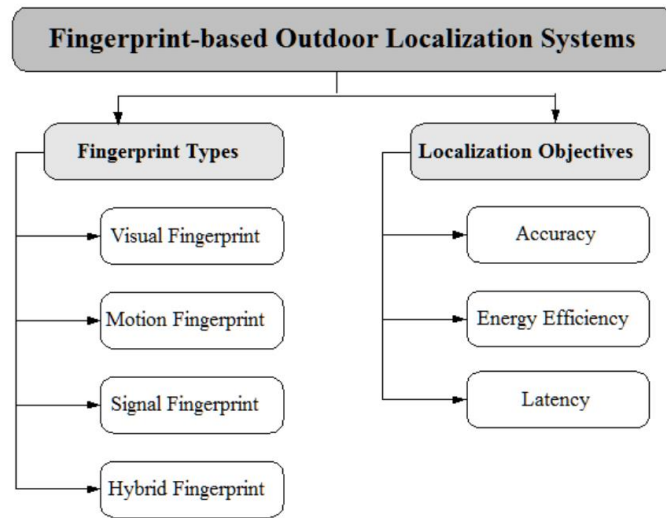 Fingerprint-based Outdoor Localization Systems
Fingerprint Types
Visual Fingerprint
Motion Fingerprint
Signal Fingerprint
Hybrid Fingerprint
Localization Objectives
Accuracy
Energy Efficiency
Latency